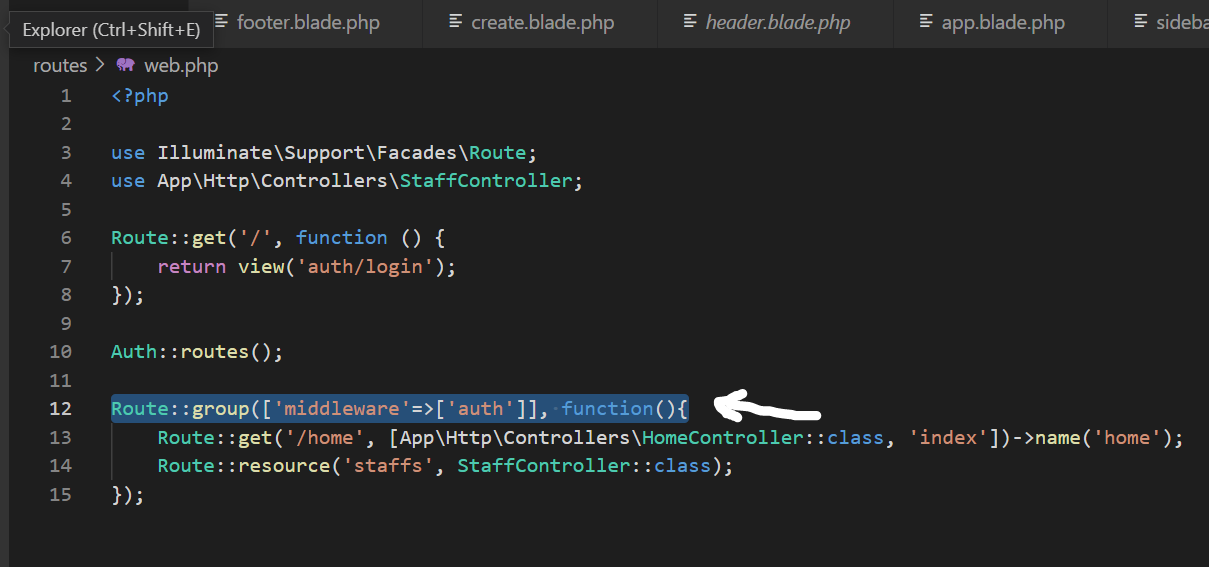 Explorer (Ctrl+Shift+E)
footer.blade.php
create.blade.php
header.blade.php
app.blade.php
sideba
routes > web.php
1 <?php
2
3 use Illuminate\Support\Facades\Route;
4 use App\Http\Controllers\StaffController;
5
6 Route::get('/', function () {
7     return view('auth/login');
8 });
9
10 Auth::routes();
11
12 Route::group(['middleware'=>['auth']], function(){
13     Route::get('/home', [App\Http\Controllers\HomeController::class, 'index'])->name('home');
14     Route::resource('staffs', StaffController::class);
15 });